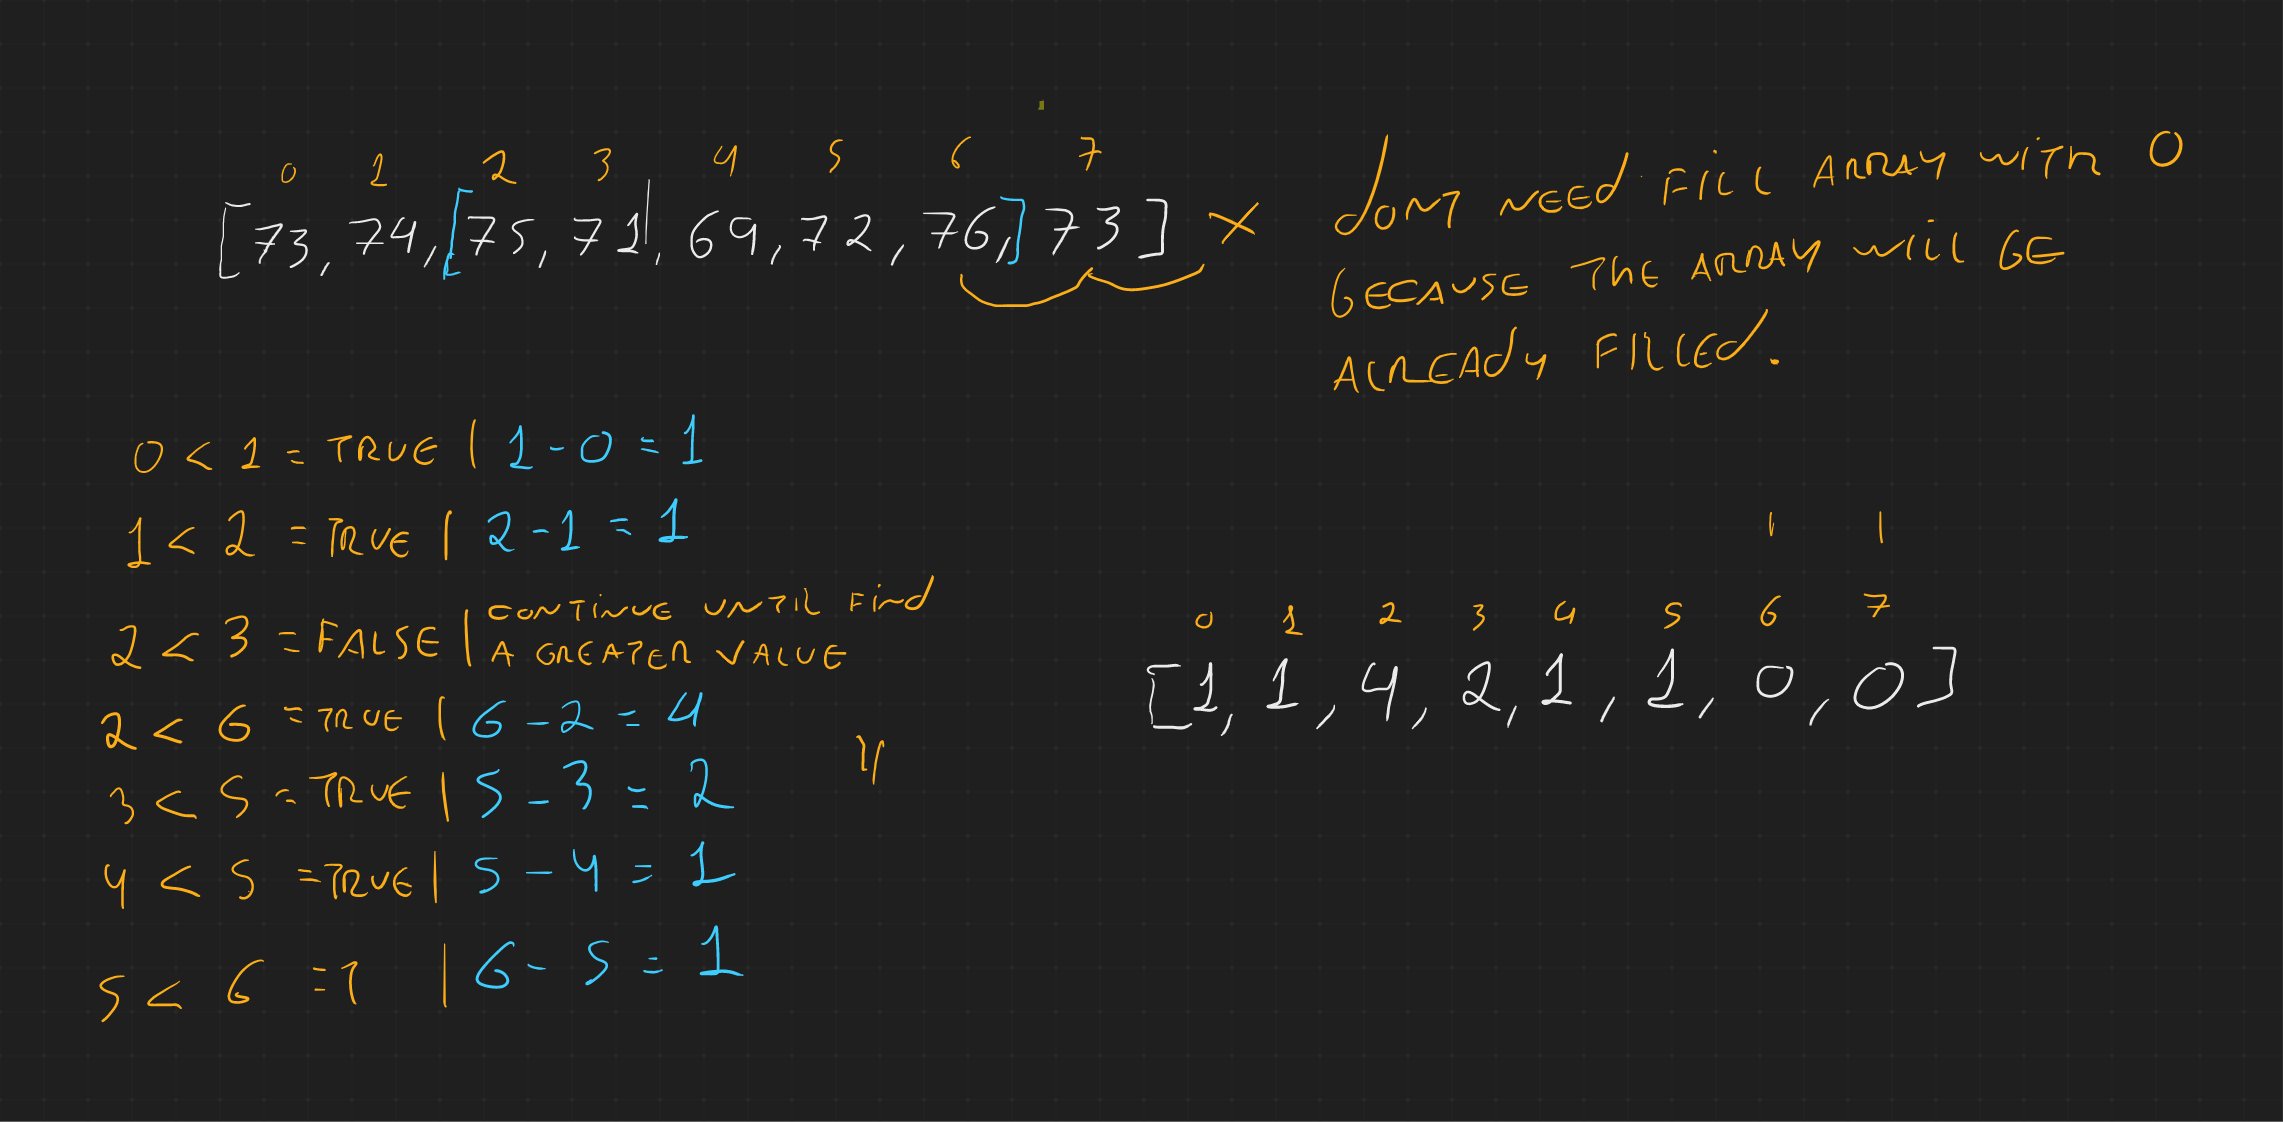 0 1 2 3 4 5 6 7
[73, 74, [75, 71|, 69, 72, 76,] 73] X
DONT NEED FILL ARRAY WITH 0
BECAUSE THE ARRAY WILL BE
ALREADY FILLED.
0 < 1 = TRUE | 1 - 0 = 1
1 < 2 = TRUE | 2 - 1 = 1
2 < 3 = FALSE | CONTINUE UNTIL FIND
A GREATER VALUE
2 < 6 = TRUE | 6 - 2 = 4
3 < 5 = TRUE | 5 - 3 = 2
4 < 5 = TRUE | 5 - 4 = 1
5 < 6 = | 6 - 5 = 1
0 1 2 3 4 5 6 7
[1, 1, 4, 2, 1, 1, 0, 0]